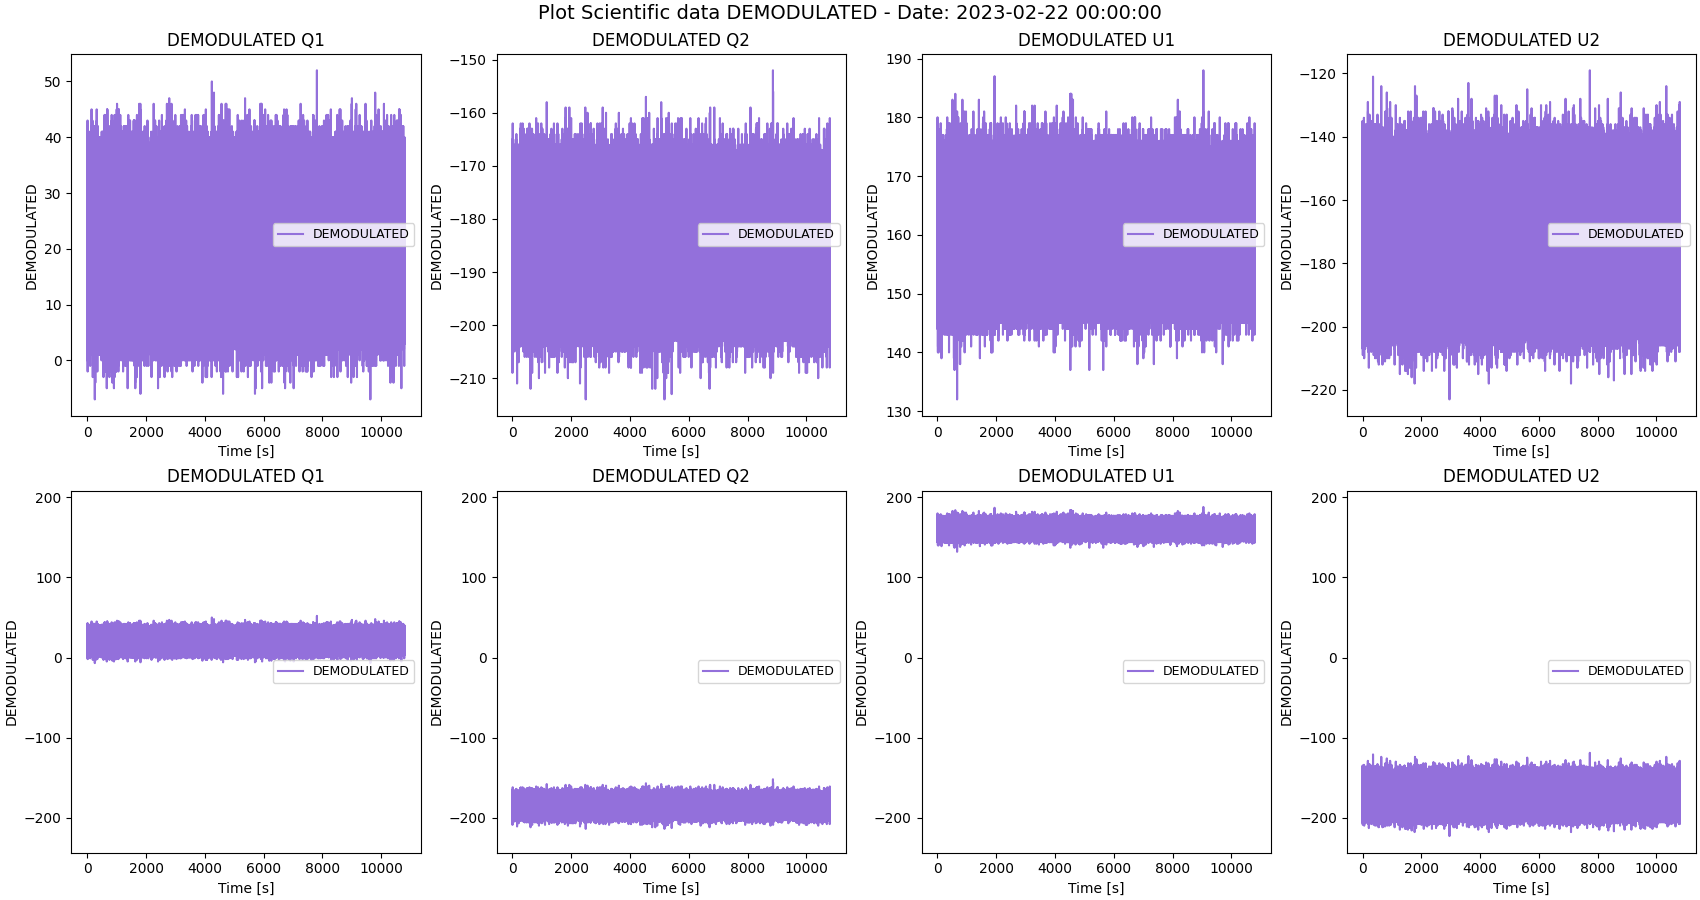 Plot Scientific data DEMODULATED - Date: 2023-02-22 00:00:00
DEMODULATED Q1
DEMODULATED
50
40
30
20
10
0
DEMODULATED
0 2000 4000 6000 8000 10000
Time [s]
DEMODULATED Q2
DEMODULATED
−150
−160
−170
−180
−190
−200
−210
DEMODULATED
0 2000 4000 6000 8000 10000
Time [s]
DEMODULATED U1
DEMODULATED
190
180
170
160
150
140
130
DEMODULATED
0 2000 4000 6000 8000 10000
Time [s]
DEMODULATED U2
DEMODULATED
−120
−140
−160
−180
−200
−220
DEMODULATED
0 2000 4000 6000 8000 10000
Time [s]
DEMODULATED Q1
DEMODULATED
200
100
0
−100
−200
DEMODULATED
0 2000 4000 6000 8000 10000
Time [s]
DEMODULATED Q2
DEMODULATED
200
100
0
−100
−200
DEMODULATED
0 2000 4000 6000 8000 10000
Time [s]
DEMODULATED U1
DEMODULATED
200
100
0
−100
−200
DEMODULATED
0 2000 4000 6000 8000 10000
Time [s]
DEMODULATED U2
DEMODULATED
200
100
0
−100
−200
DEMODULATED
0 2000 4000 6000 8000 10000
Time [s]